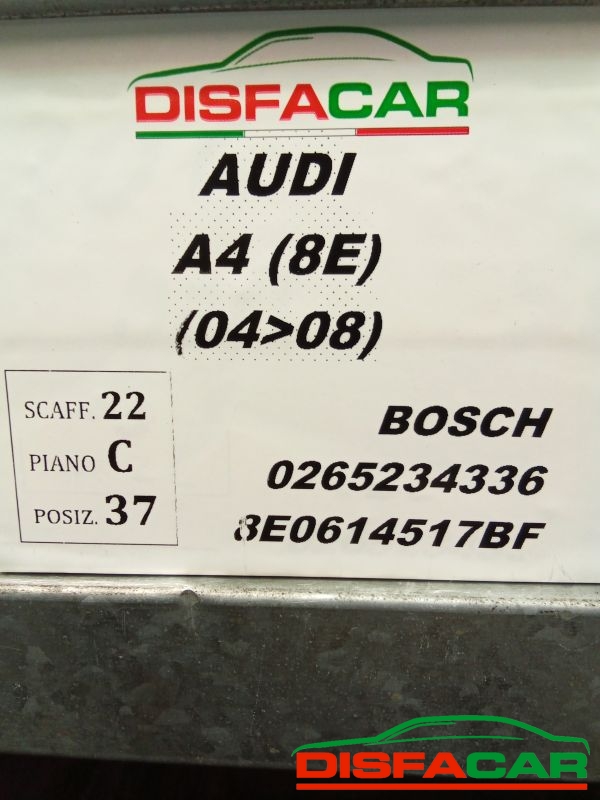 DISFACAR
AUDI
A4 (8E)
(04>08)
SCAFF. 22
PIANO C
POSIZ. 37
BOSCH
0265234336
8E0614517BF
DISFACAR